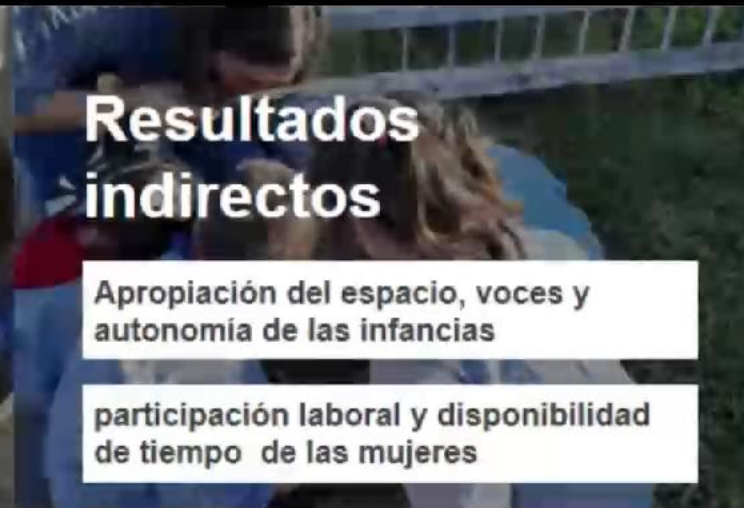 Resultados
indirectos
Apropiación del espacio, voces y
autonomía de las infancias
participación laboral y disponibilidad
de tiempo  de las mujeres